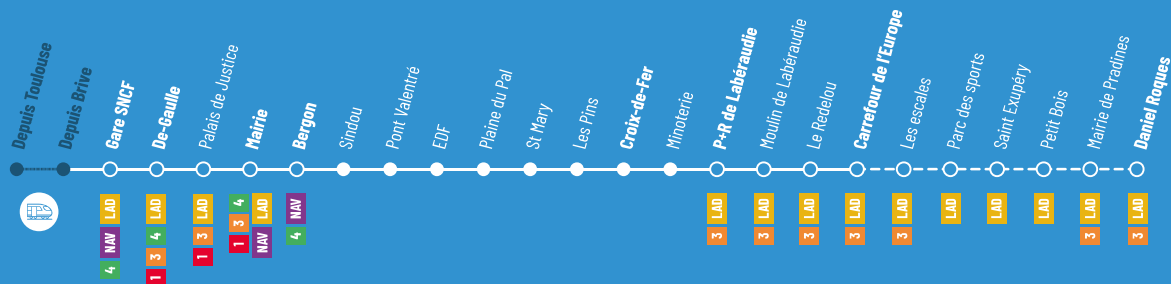 Depuis Toulouse
Depuis Brive
Gare SNCF
De-Gaulle
Palais de Justice
Mairie
Bergon
Sindou
Pont Valentré
EDF
Plaine du Pal
St Mary
Les Pins
Croix-de-Fer
Minoterie
P+R de Labéraudie
Moulin de Labéraudie
Le Redelou
Carrefour de l'Europe
Les escales
Parc des sports
Saint Exupéry
Petit Bois
Mairie de Pradines
Daniel Roques
4 NAV LAD
1 3 4 LAD
1 3 LAD
1 3 4
NAV LAD
4 NAV
3 LAD
3 LAD
3 LAD
3 LAD
3 LAD
LAD
LAD
LAD
3 LAD
3 LAD